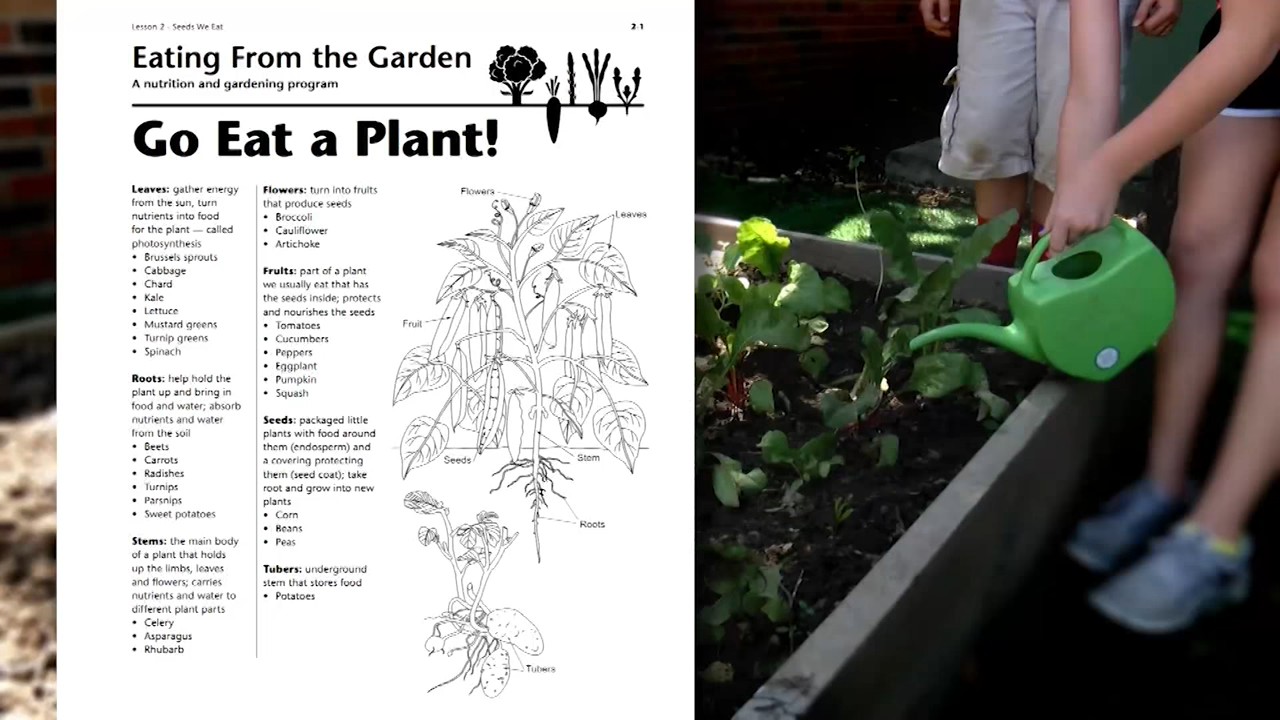 Lesson 2 - Seeds We Eat
2-1
Eating From the Garden
A nutrition and gardening program
Go Eat a Plant!
Leaves: gather energy
from the sun, turn
nutrients into food
for the plant — called
photosynthesis
• Brussels sprouts
• Cabbage
• Chard
• Kale
• Lettuce
• Mustard greens
• Turnip greens
• Spinach
Roots: help hold the
plant up and bring in
food and water; absorb
nutrients and water
from the soil
• Beets
• Carrots
• Radishes
• Turnips
• Parsnips
• Sweet potatoes
Stems: the main body
of a plant that holds
up the limbs, leaves
and flowers; carries
nutrients and water to
different plant parts
• Celery
• Asparagus
• Rhubarb
Flowers: turn into fruits
that produce seeds
• Broccoli
• Cauliflower
• Artichoke
Fruits: part of a plant
we usually eat that has
the seeds inside; protects
and nourishes the seeds
• Tomatoes
• Cucumbers
• Peppers
• Eggplant
• Pumpkin
• Squash
Seeds: packaged little
plants with food around
them (endosperm) and
a covering protecting
them (seed coat); take
root and grow into new
plants
• Corn
• Beans
• Peas
Tubers: underground
stem that stores food
• Potatoes
Flowers
Leaves
Fruit
Seeds
Stem
Roots
Tubers